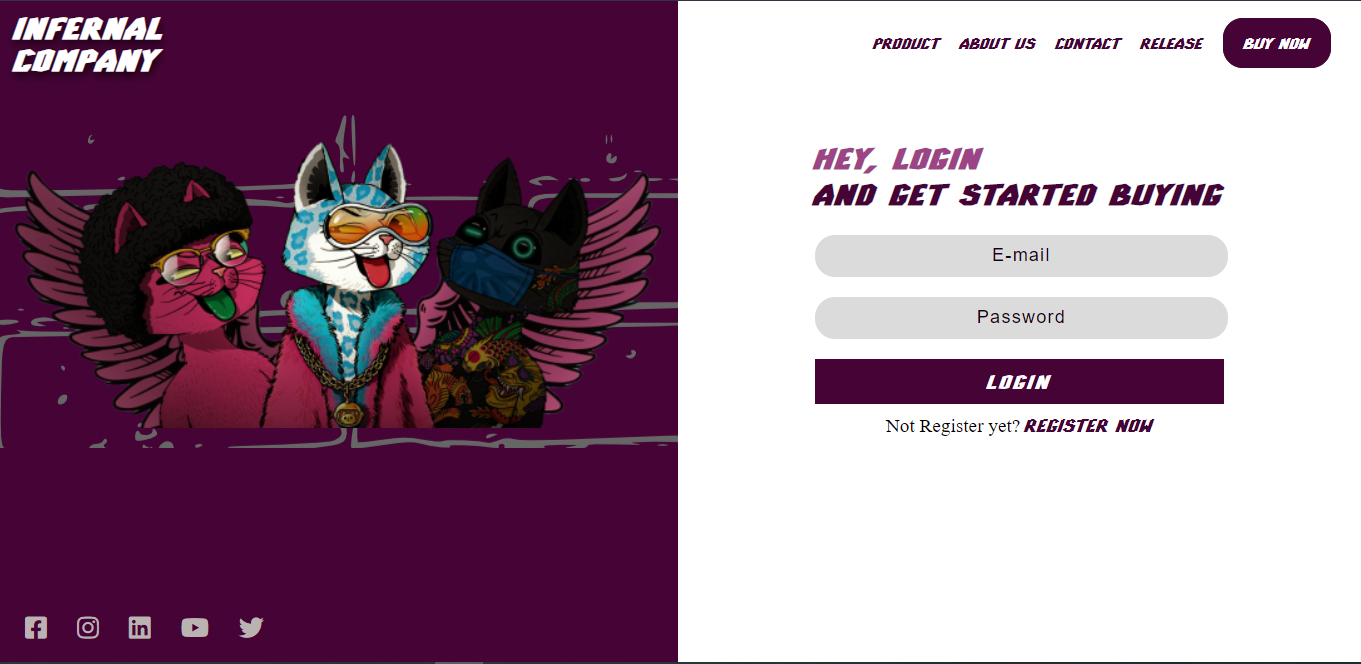 INFERNAL
COMPANY
PRODUCT ABOUT US CONTACT RELEASE BUY NOW
HEY, LOGIN
AND GET STARTED BUYING
E-mail
Password
LOGIN
Not Register yet? REGISTER NOW